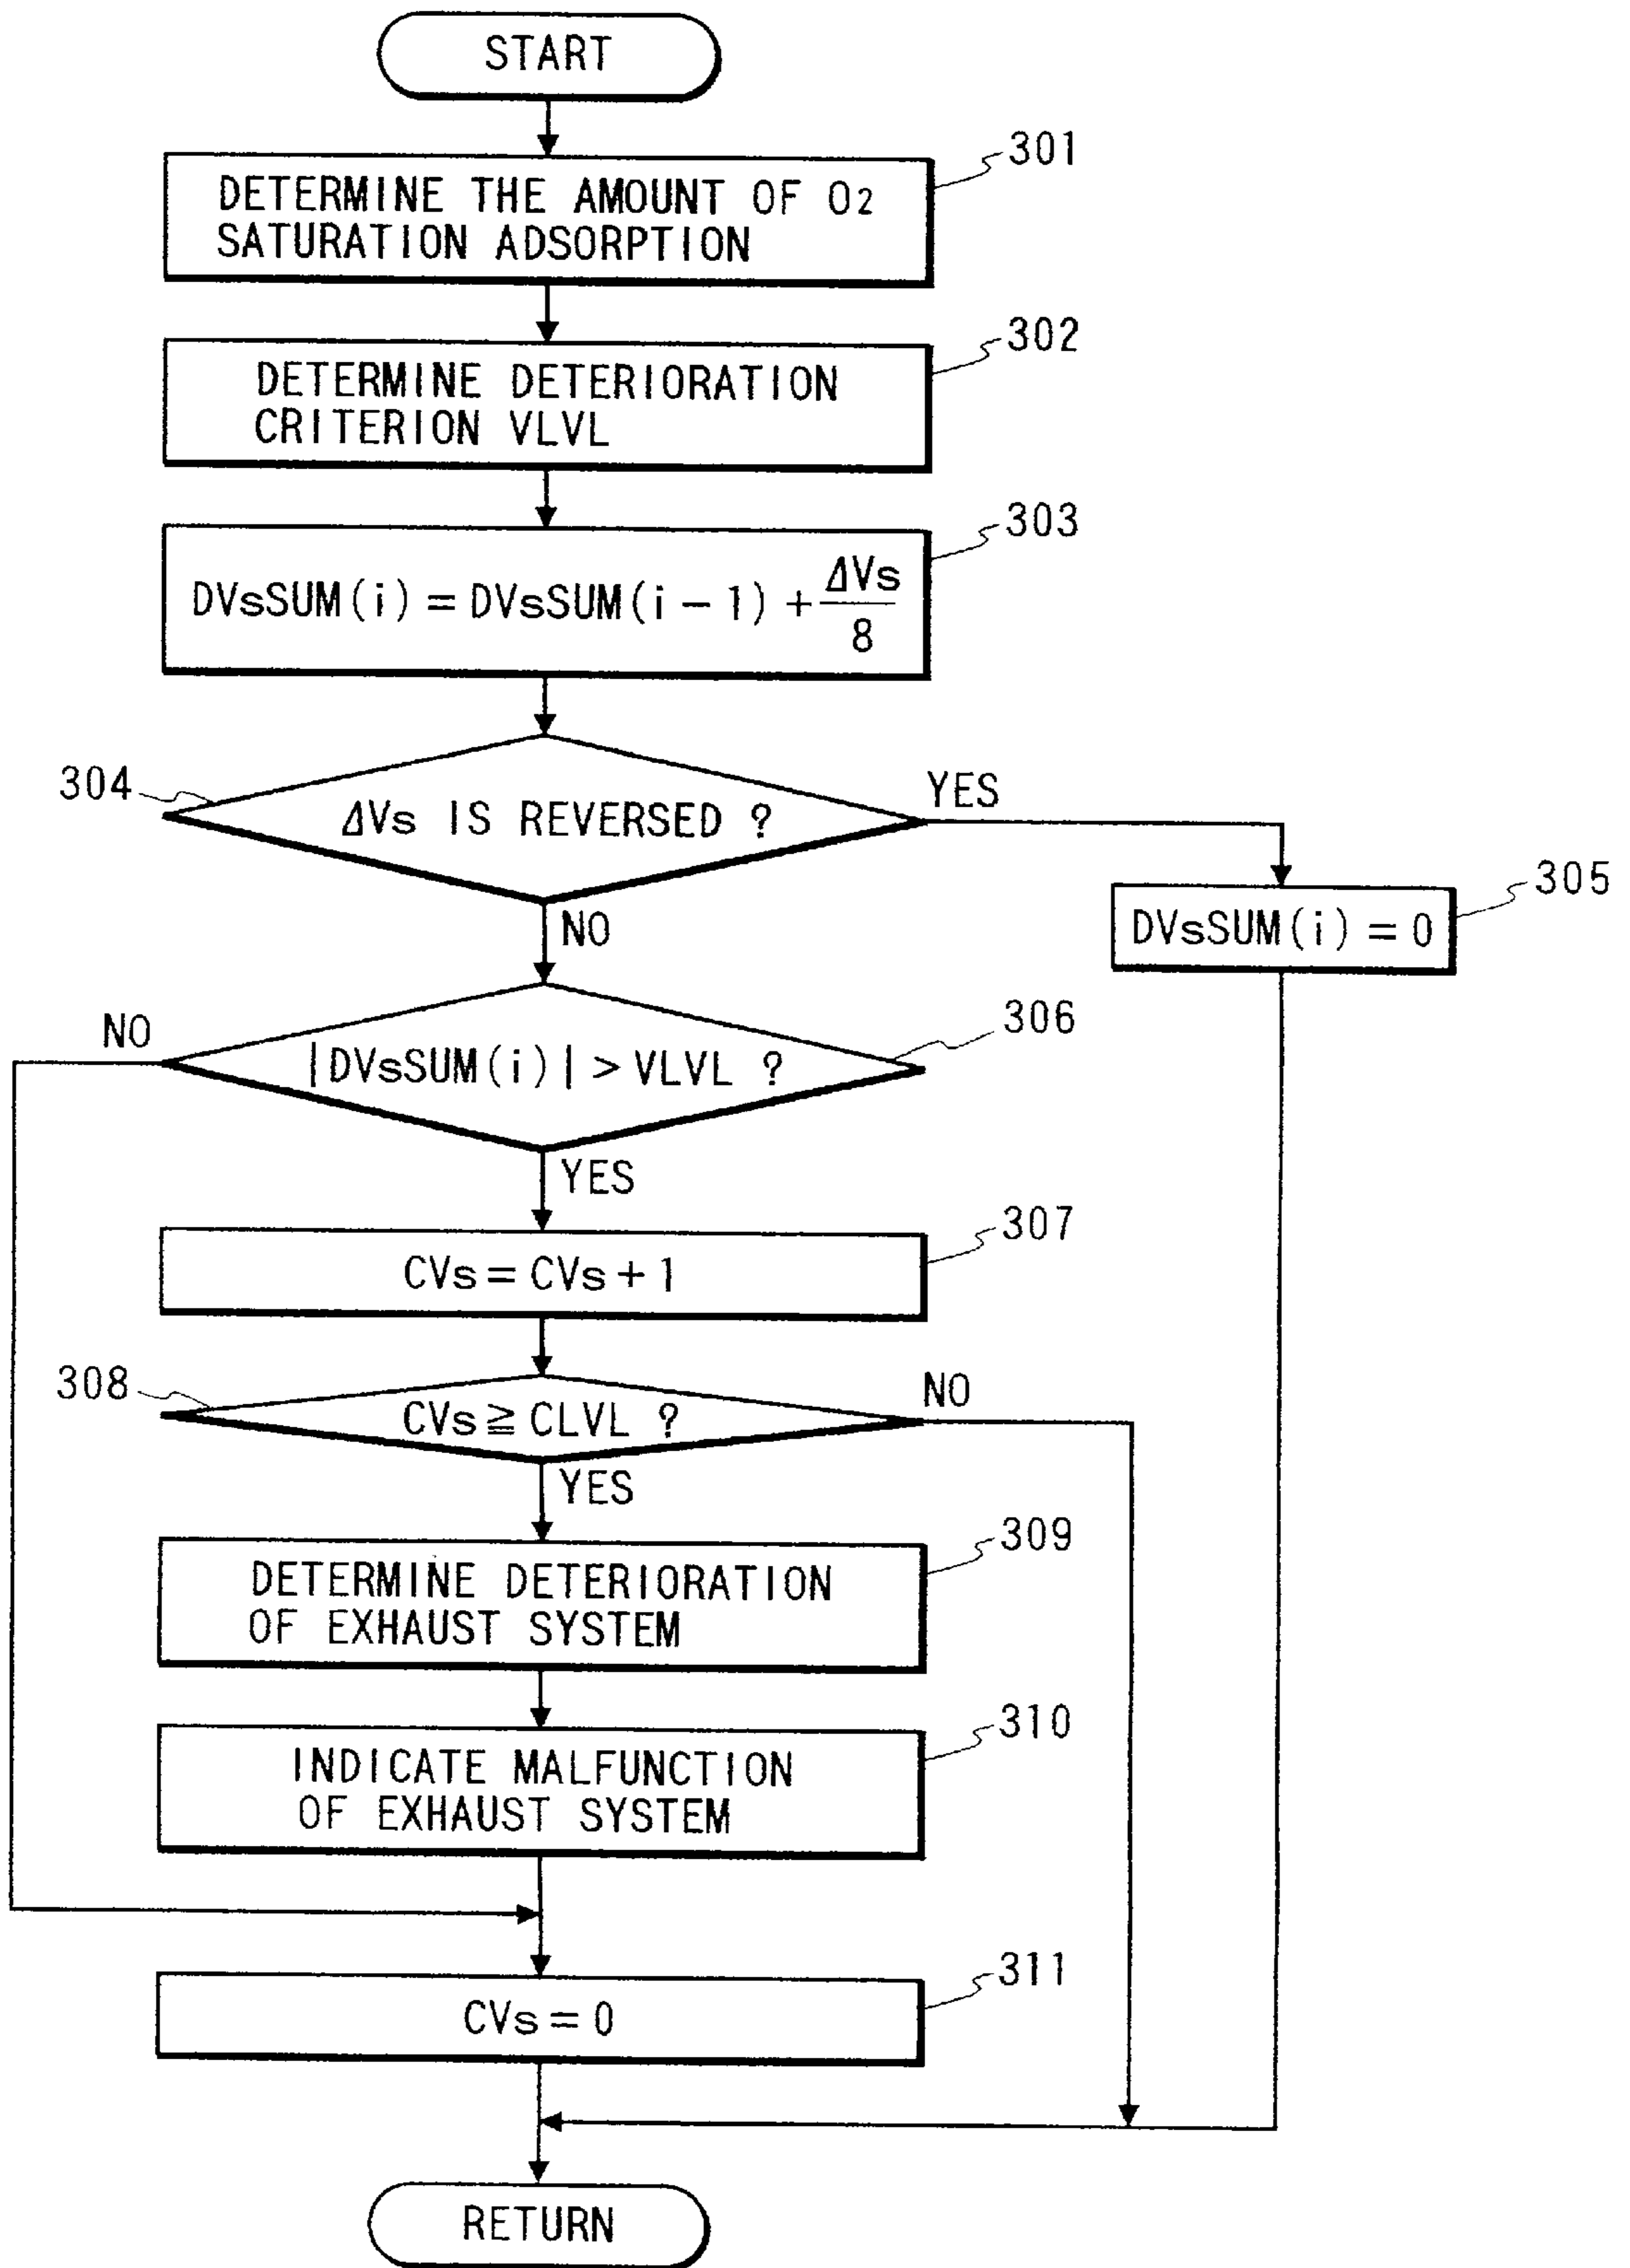 START
301
DETERMINE THE AMOUNT OF O2
SATURATION ADSORPTION
302
DETERMINE DETERIORATION
CRITERION VLVL
303
DVsSUM(i) = DVsSUM(i-1) + ΔVs/8
304
ΔVs IS REVERSED ?
YES
NO
305
DVsSUM(i) = 0
306
|DVsSUM(i)| > VLVL ?
NO
YES
307
CVs = CVs + 1
308
CVs ≧ CLVL ?
NO
YES
309
DETERMINE DETERIORATION
OF EXHAUST SYSTEM
310
INDICATE MALFUNCTION
OF EXHAUST SYSTEM
311
CVs = 0
RETURN